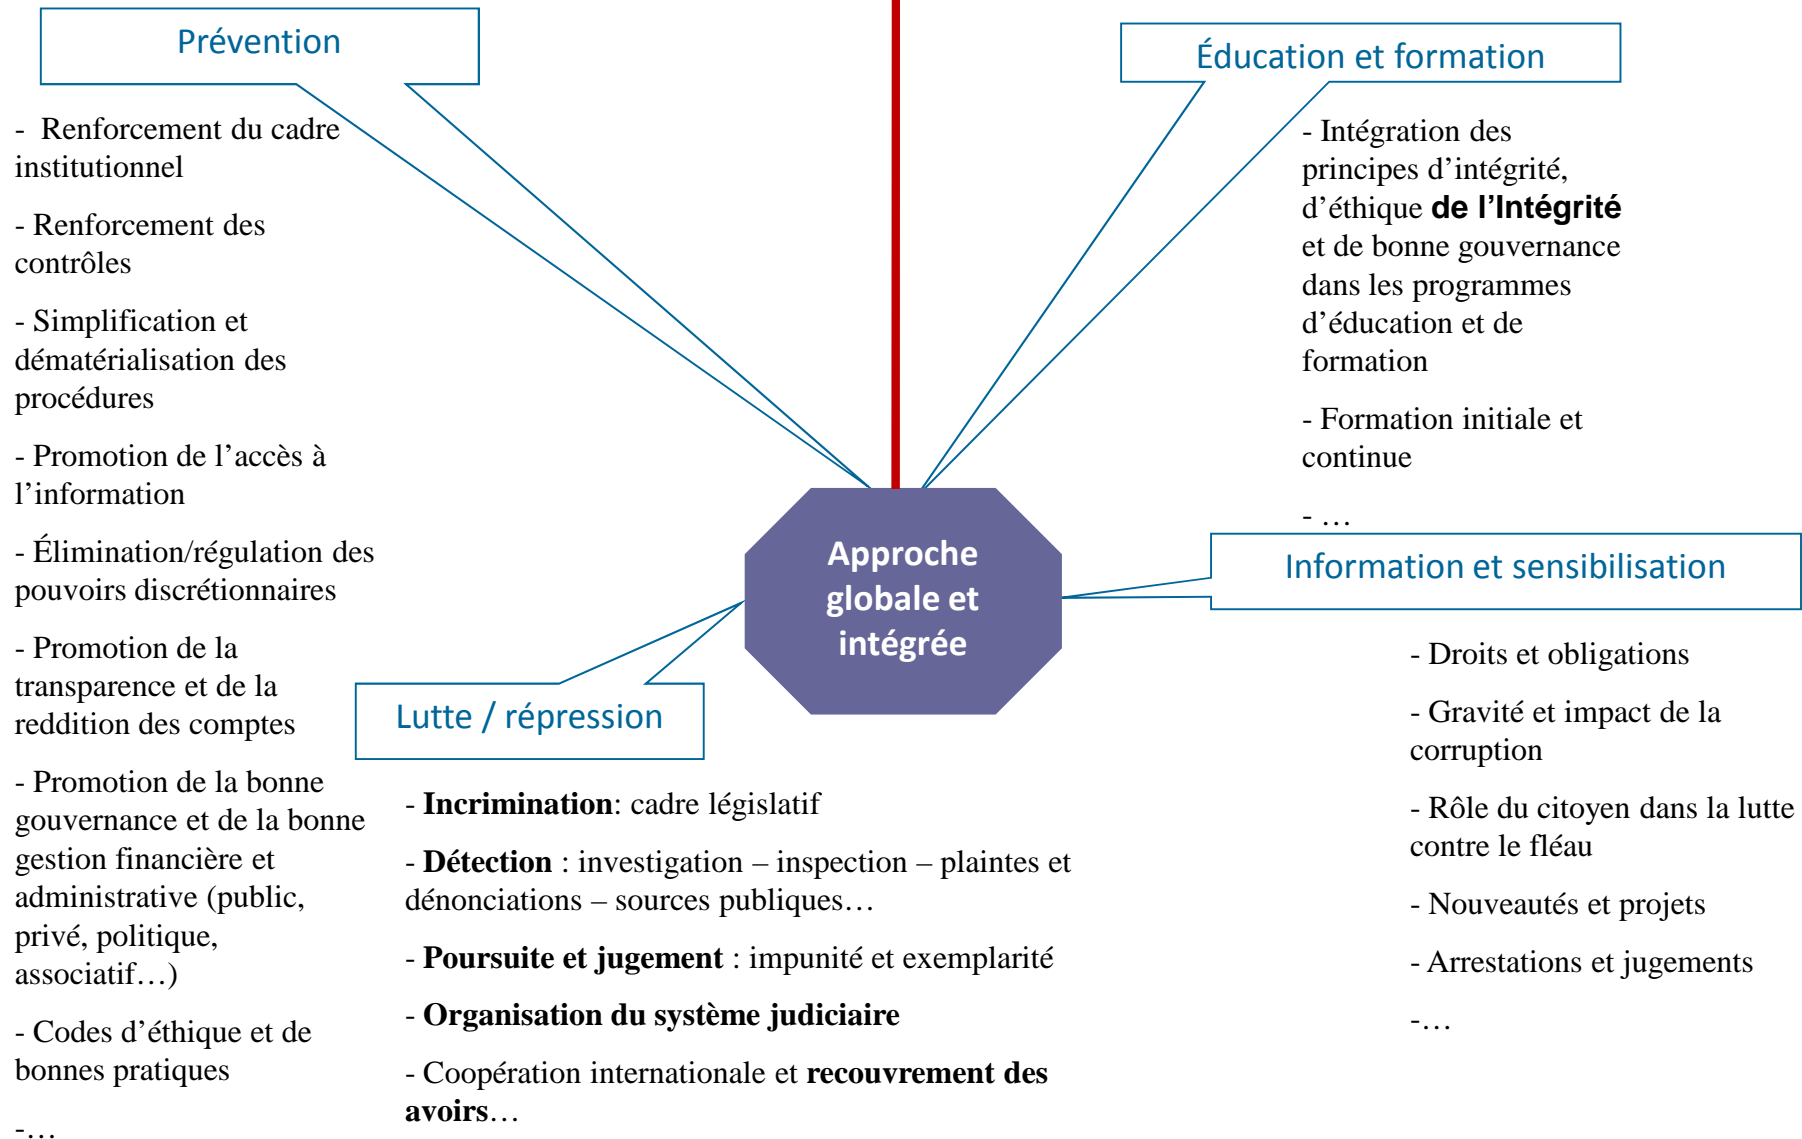 Prévention
- Renforcement du cadre
institutionnel
- Renforcement des
contrôles
- Simplification et
dématérialisation des
procédures
- Promotion de l’accès à
l’information
- Élimination/régulation des
pouvoirs discrétionnaires
- Promotion de la
transparence et de la
reddition des comptes
- Promotion de la bonne
gouvernance et de la bonne
gestion financière et
administrative (public,
privé, politique,
associatif…)
- Codes d’éthique et de
bonnes pratiques
-…
Éducation et formation
- Intégration des
principes d’intégrité,
d’éthique de l’Intégrité
et de bonne gouvernance
dans les programmes
d’éducation et de
formation
- Formation initiale et
continue
- …
Approche
globale et
intégrée
Information et sensibilisation
- Droits et obligations
- Gravité et impact de la
corruption
- Rôle du citoyen dans la lutte
contre le fléau
- Nouveautés et projets
- Arrestations et jugements
-…
Lutte / répression
- Incrimination: cadre législatif
- Détection : investigation – inspection – plaintes et
dénonciations – sources publiques…
- Poursuite et jugement : impunité et exemplarité
- Organisation du système judiciaire
- Coopération internationale et recouvrement des
avoirs…